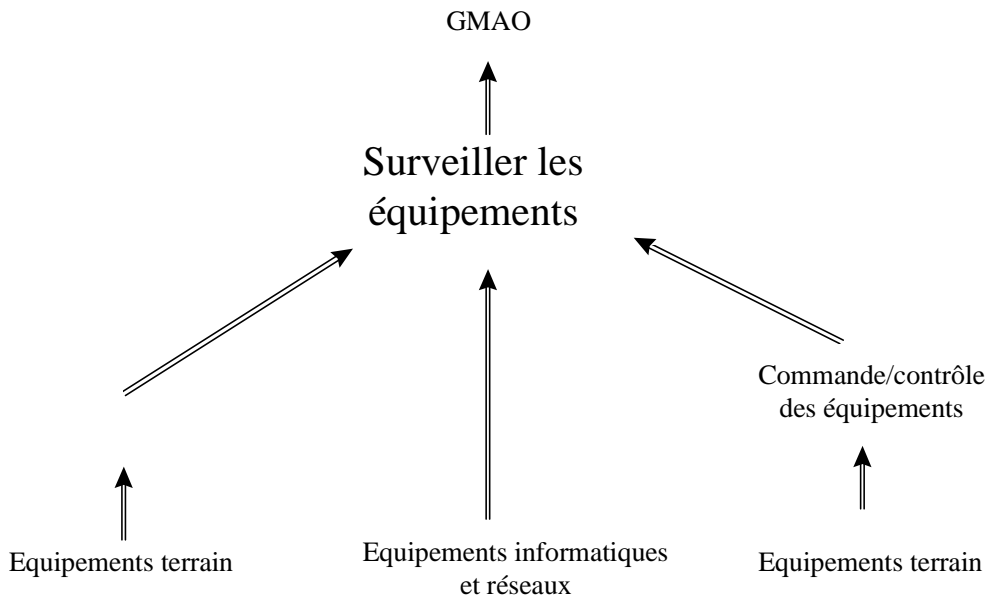 GMAO
Surveiller les
équipements
Commande/contrôle
des équipements
Equipements terrain
Equipements informatiques
et réseaux
Equipements terrain